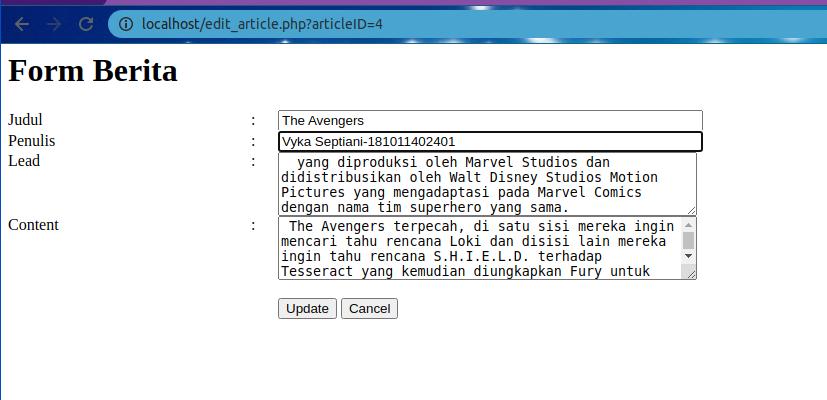 localhost/edit_article.php?articleID=4
Form Berita
Judul : The Avengers
Penulis : Vyka Septiani-181011402401
Lead : yang diproduksi oleh Marvel Studios dan
didistribusikan oleh Walt Disney Studios Motion
Pictures yang mengadaptasi pada Marvel Comics
dengan nama tim superhero yang sama.
Content : The Avengers terpecah, di satu sisi mereka ingin
mencari tahu rencana Loki dan disisi lain mereka
ingin tahu rencana S.H.I.E.L.D. terhadap
Tesseract yang kemudian diungkapkan Fury untuk
Update Cancel